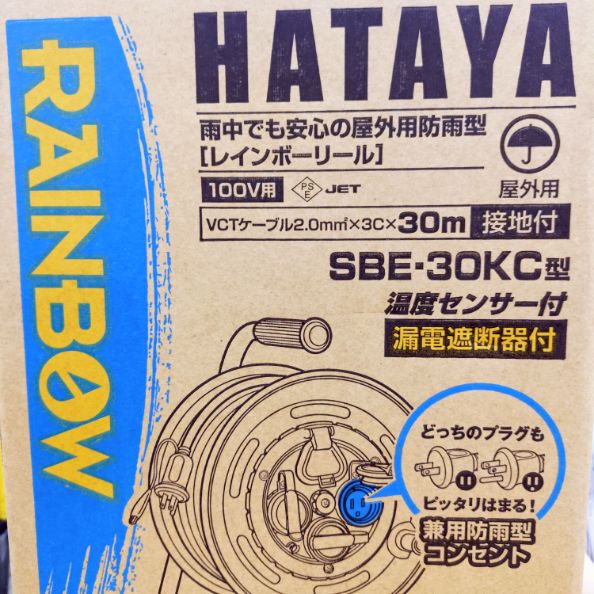 HATAYA
RAINBOW
雨中でも安心の屋外用防雨型
[レインボーリール]
屋外用
100V用 PSE JET
VCTケーブル2.0mm²×3C×30m 接地付
SBE-30KC型
温度センサー付
漏電遮断器付
どっちのプラグも
ピッタリはまる!
兼用防雨型
コンセント